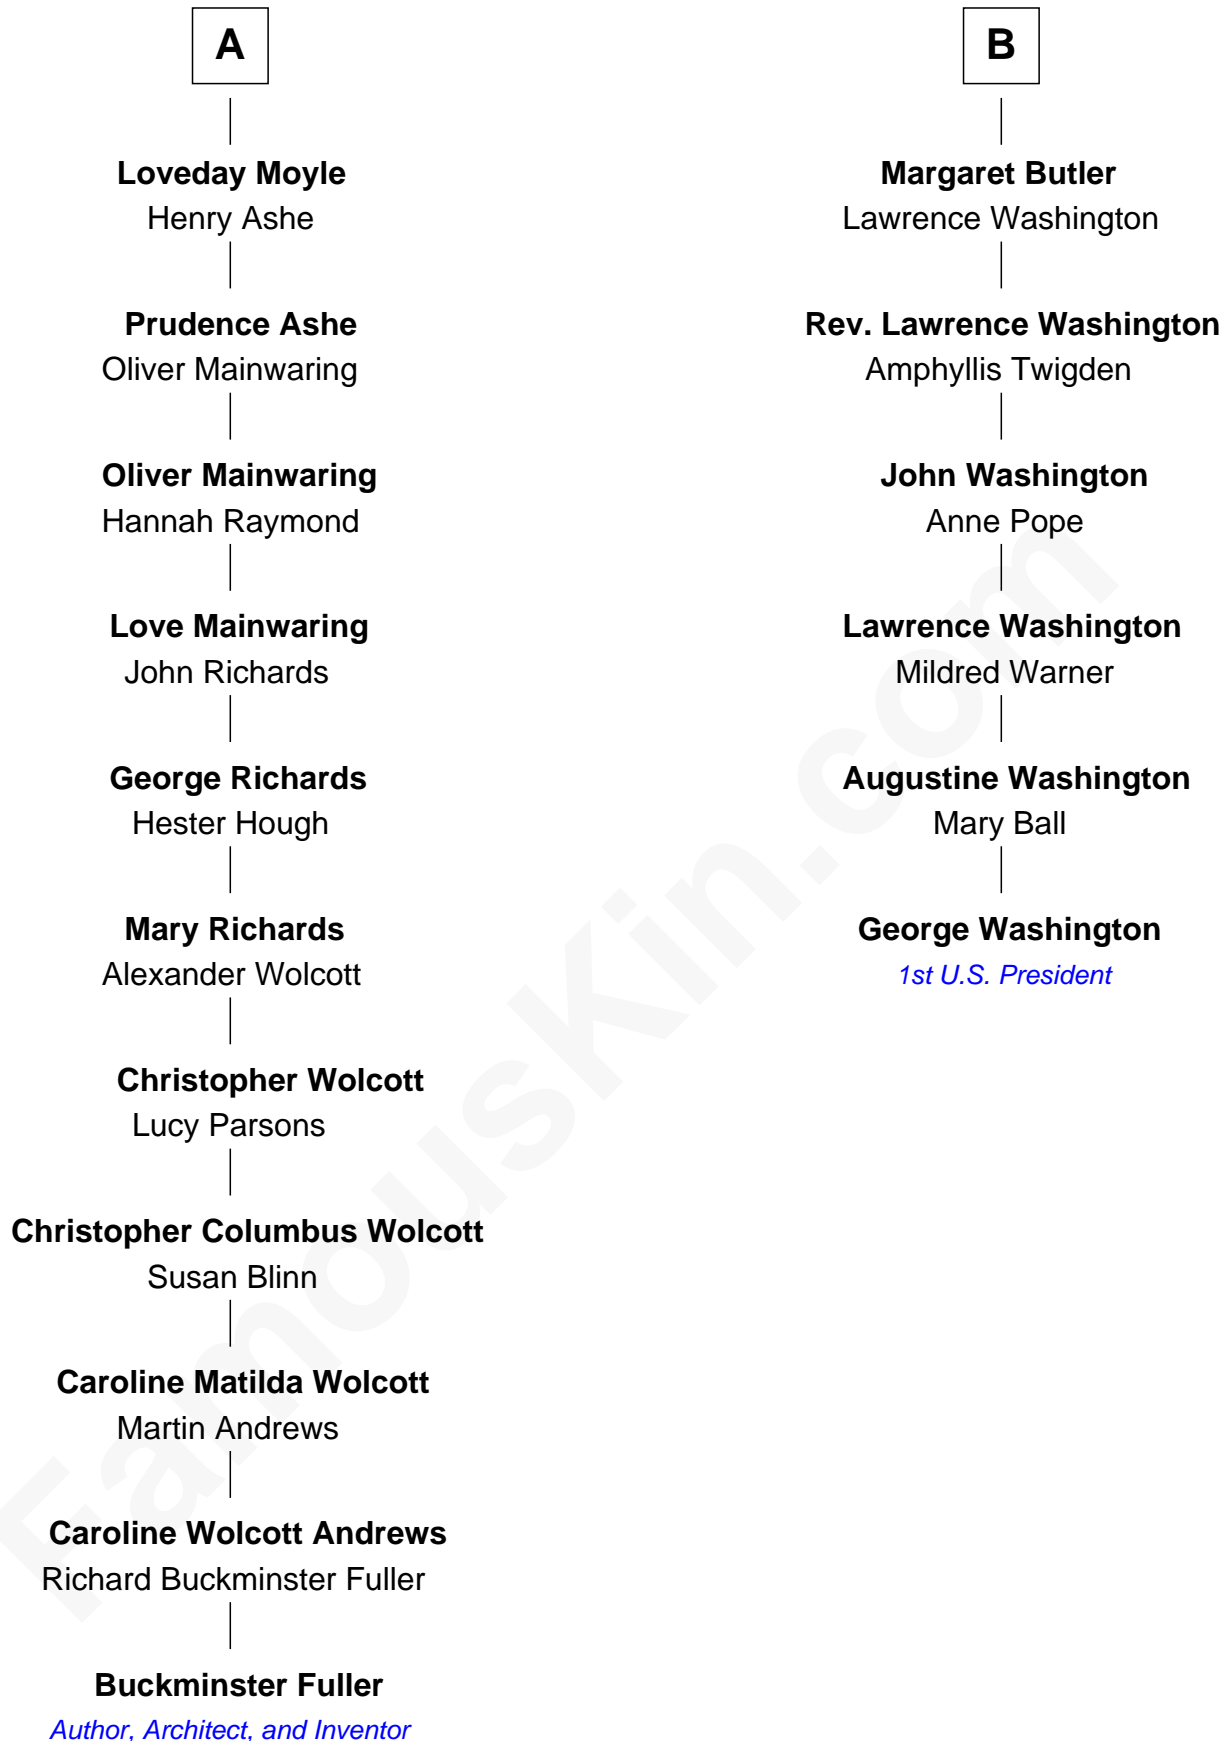 A
Loveday Moyle
Henry Ashe
Prudence Ashe
Oliver Mainwaring
Oliver Mainwaring
Hannah Raymond
Love Mainwaring
John Richards
George Richards
Hester Hough
Mary Richards
Alexander Wolcott
Christopher Wolcott
Lucy Parsons
Christopher Columbus Wolcott
Susan Blinn
Caroline Matilda Wolcott
Martin Andrews
Caroline Wolcott Andrews
Richard Buckminster Fuller
Buckminster Fuller
Author, Architect, and Inventor
B
Margaret Butler
Lawrence Washington
Rev. Lawrence Washington
Amphyllis Twigden
John Washington
Anne Pope
Lawrence Washington
Mildred Warner
Augustine Washington
Mary Ball
George Washington
1st U.S. President
FamousKin.com